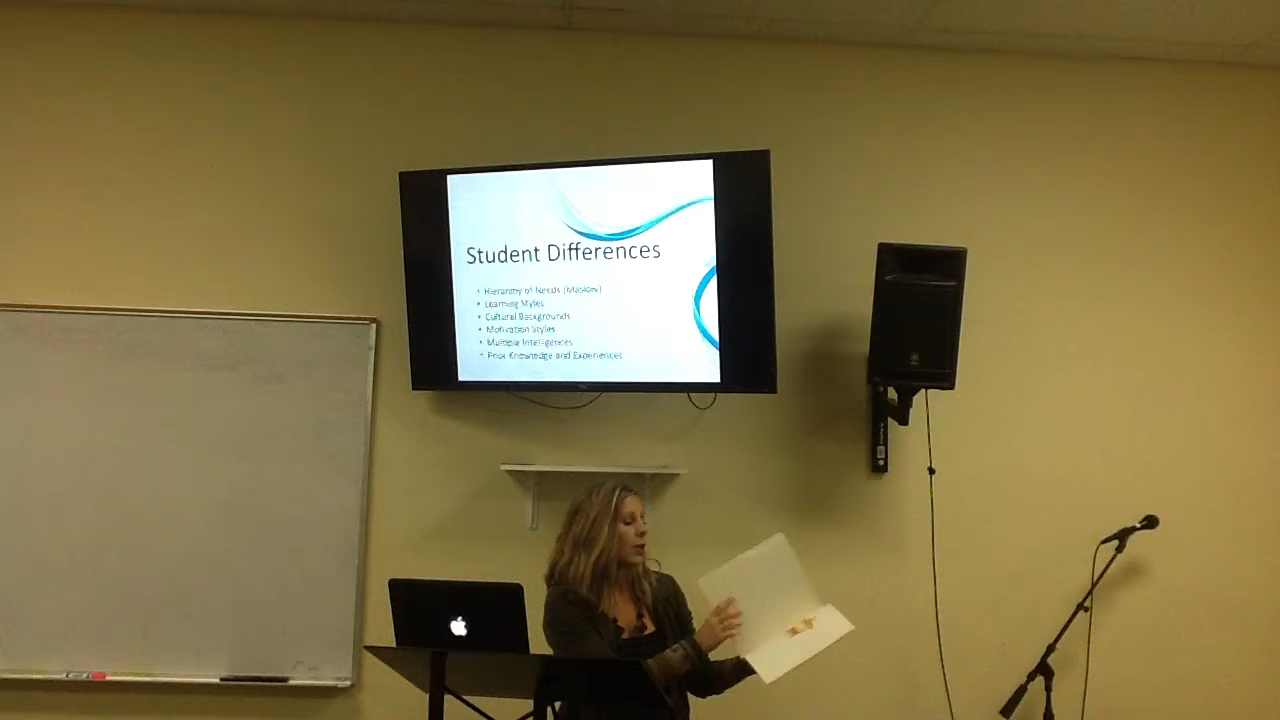 Student Differences
• Hierarchy of Needs (Maslow)
• Learning Styles
• Cultural Backgrounds
• Motivation Styles
• Multiple Intelligences
• Prior Knowledge and Experiences